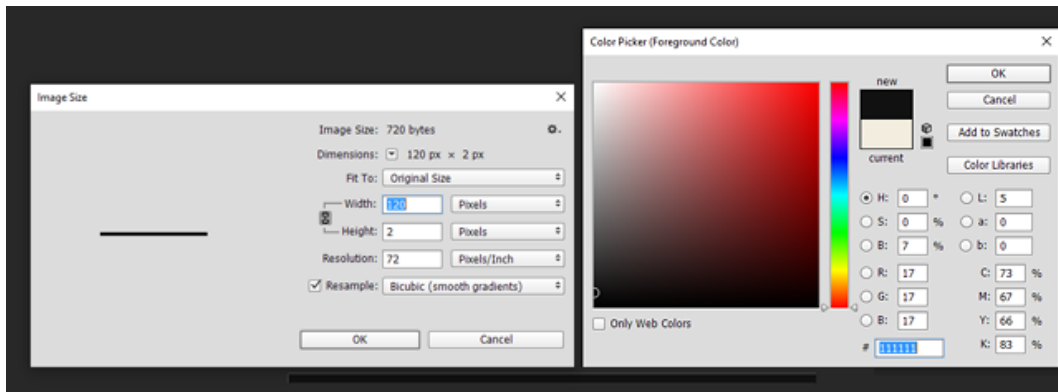 Image Size
Image Size: 720 bytes
Dimensions: 120 px × 2 px
Fit To: Original Size
Width: 120 Pixels
Height: 2 Pixels
Resolution: 72 Pixels/Inch
Resample: Bicubic (smooth gradients)
OK Cancel
Color Picker (Foreground Color)
new
current
OK
Cancel
Add to Swatches
Color Libraries
H: 0 ° L: 5
S: 0 % a: 0
B: 7 % b: 0
R: 17 C: 73 %
G: 17 M: 67 %
B: 17 Y: 66 %
# 111111 K: 83 %
Only Web Colors